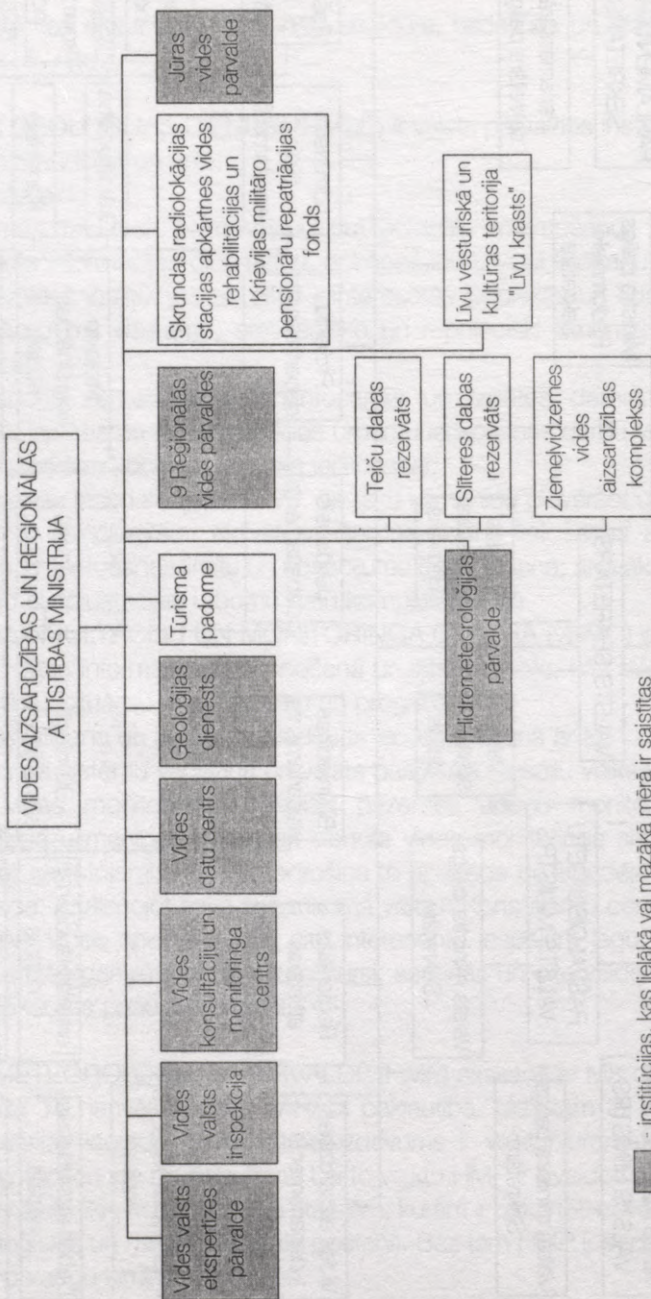 VIDES AIZSARDZĪBAS UN REĢIONĀLĀS
ATTĪSTĪBAS MINISTRIJA
Vides valsts
ekspertīzes
pārvalde
Vides
valsts
inspekcija
Vides
konsultāciju un
monitoringa
centrs
Vides
datu centrs
Ģeoloģijas
dienests
Tūrisma
padome
9 Reģionālās
vides pārvaldes
Skrundas radiolokācijas
stacijas apkārtnes vides
rehabilitācijas un
Krievijas militāro
pensionāru repatriācijas
fonds
Jūras
vides
pārvalde
Hidrometeoroloģijas
pārvalde
Teiču dabas
rezervāts
Slīteres dabas
rezervāts
Ziemeļvidzemes
vides
aizsardzības
komplekss
Līvu vēsturiskā un
kultūras teritorija
"Līvu krasts"
- institūcijas, kas lielākā vai mazākā mērā ir saistītas